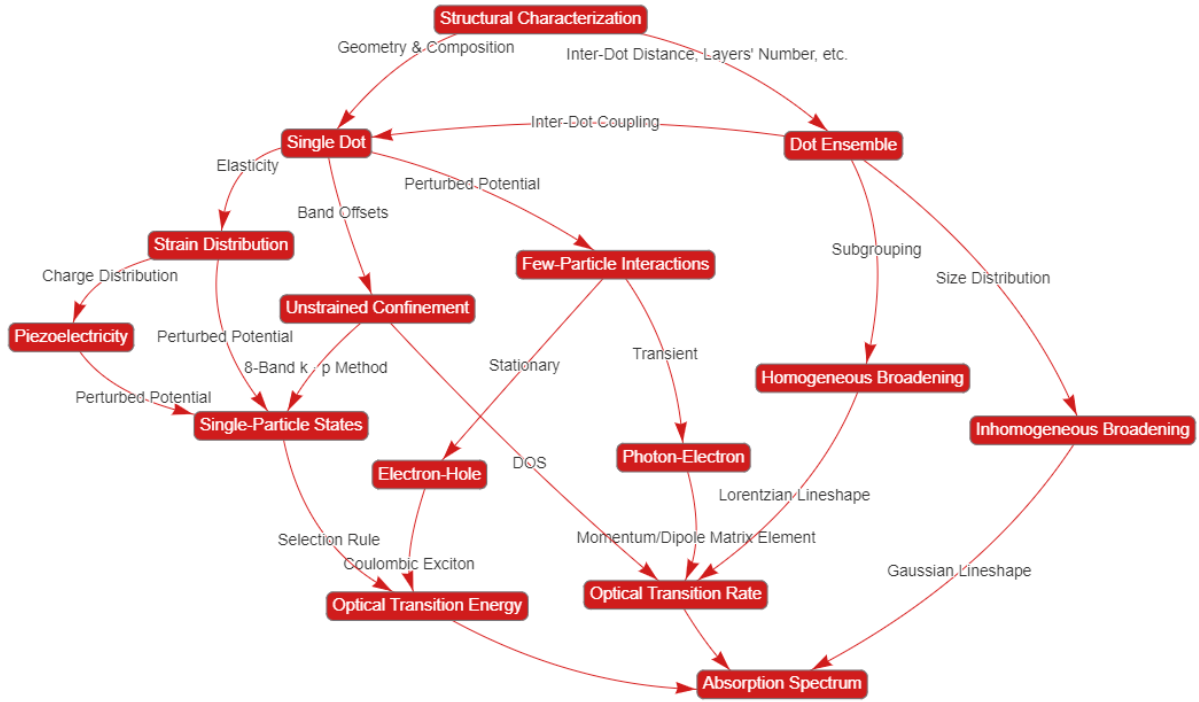 Structural Characterization
Geometry & Composition
Inter-Dot Distance, Layers' Number, etc.
Inter-Dot-Coupling
Single Dot
Dot Ensemble
Elasticity
Perturbed Potential
Band Offsets
Strain Distribution
Subgrouping
Few-Particle Interactions
Charge Distribution
Size Distribution
Unstrained Confinement
Piezoelectricity
Perturbed Potential
Transient
Stationary
8-Band k · p Method
Homogeneous Broadening
Perturbed Potential
Single-Particle States
Inhomogeneous Broadening
Photon-Electron
DOS
Electron-Hole
Lorentzian Lineshape
Selection Rule
Momentum/Dipole Matrix Element
Coulombic Exciton
Gaussian Lineshape
Optical Transition Rate
Optical Transition Energy
Absorption Spectrum